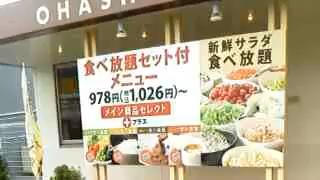 OHASH
食べ放題セット付
メニュー
978円(税込1,026円)~
メイン商品セレクト
プラス
新鮮サラダ
食べ放題